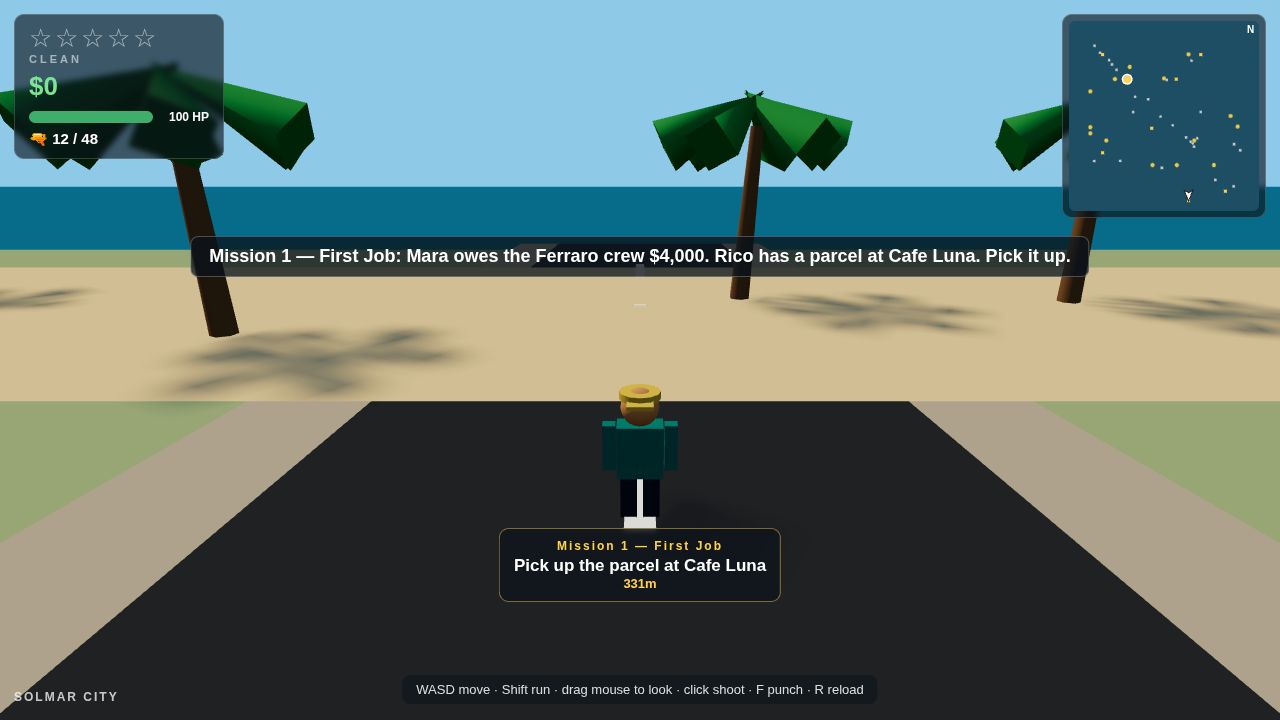 CLEAN
$0
100 HP
12 / 48
N
Mission 1 — First Job: Mara owes the Ferraro crew $4,000. Rico has a parcel at Cafe Luna. Pick it up.
Mission 1 — First Job
Pick up the parcel at Cafe Luna
331m
WASD move · Shift run · drag mouse to look · click shoot · F punch · R reload
SOLMAR CITY